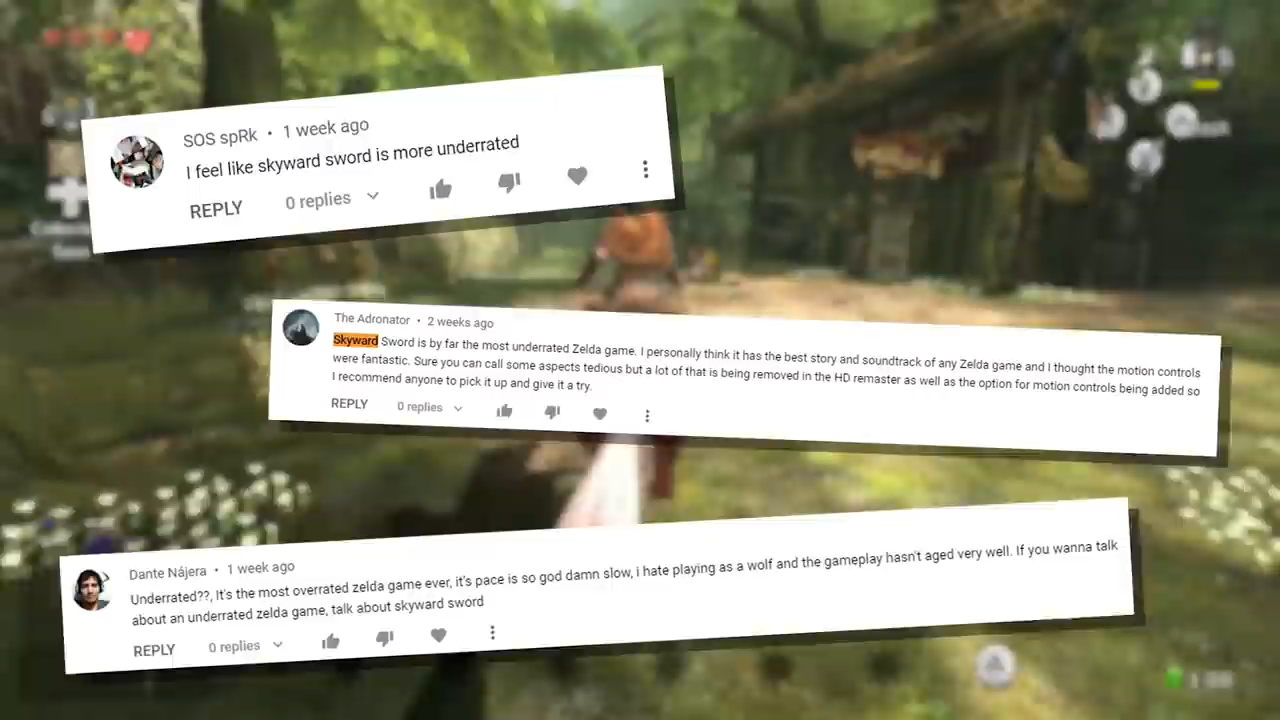 SOS spRk • 1 week ago
I feel like skyward sword is more underrated
REPLY 0 replies
The Adronator • 2 weeks ago
Skyward Sword is by far the most underrated Zelda game. I personally think it has the best story and soundtrack of any Zelda game and I thought the motion controls
were fantastic. Sure you can call some aspects tedious but a lot of that is being removed in the HD remaster as well as the option for motion controls being added so
I recommend anyone to pick it up and give it a try.
REPLY 0 replies
Dante Nájera • 1 week ago
Underrated??, It's the most overrated zelda game ever, it's pace is so god damn slow, i hate playing as a wolf and the gameplay hasn't aged very well. If you wanna talk
about an underrated zelda game, talk about skyward sword
REPLY 0 replies